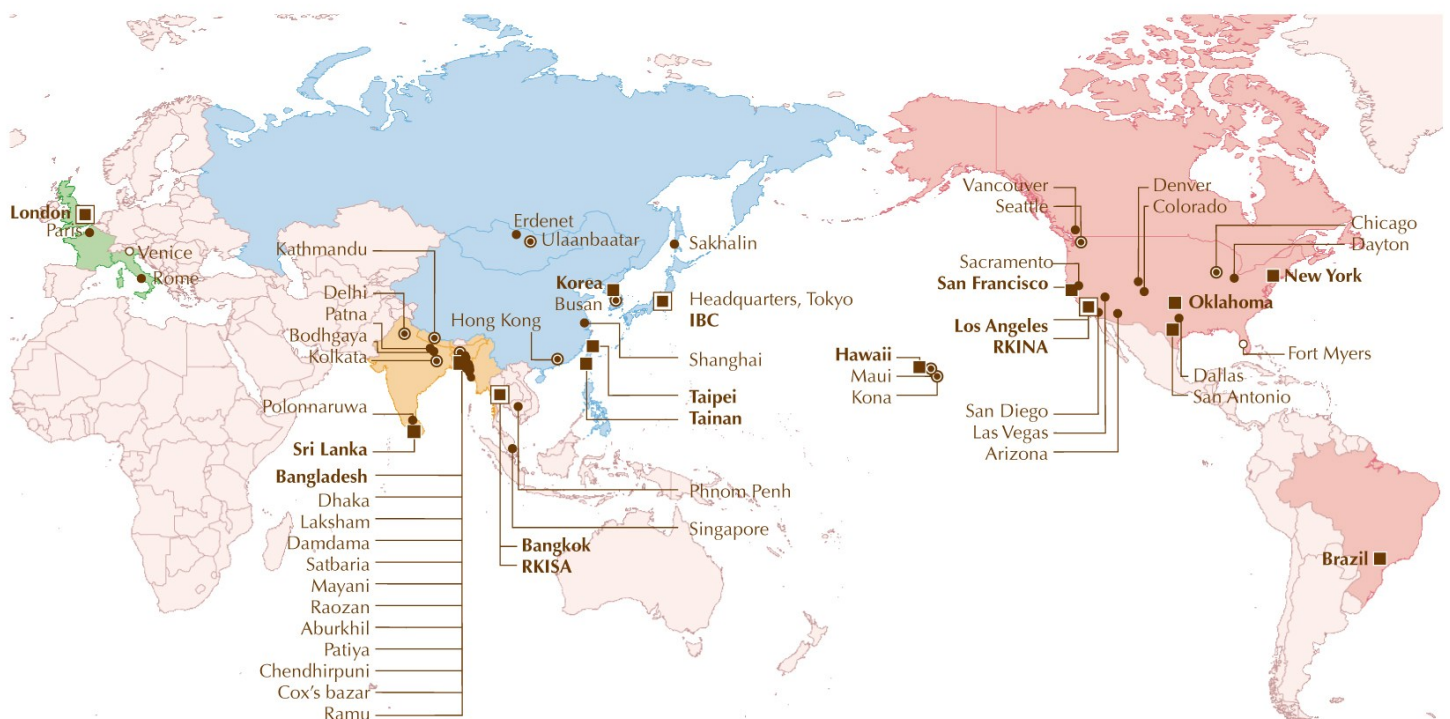 London
Paris
Venice
Rome
Kathmandu
Delhi
Patna
Bodhgaya
Kolkata
Polonnaruwa
Sri Lanka
Bangladesh
Dhaka
Laksham
Damdama
Satbaria
Mayani
Raozan
Aburkhil
Patiya
Chendhirpuni
Cox's bazar
Ramu
Erdenet
Ulaanbaatar
Sakhalin
Korea
Busan
Headquarters, Tokyo
IBC
Hong Kong
Shanghai
Taipei
Tainan
Phnom Penh
Singapore
Bangkok
RKISA
Vancouver
Seattle
Denver
Colorado
Chicago
Dayton
Sacramento
San Francisco
New York
Oklahoma
Los Angeles
RKINA
Hawaii
Maui
Kona
Fort Myers
Dallas
San Antonio
San Diego
Las Vegas
Arizona
Brazil